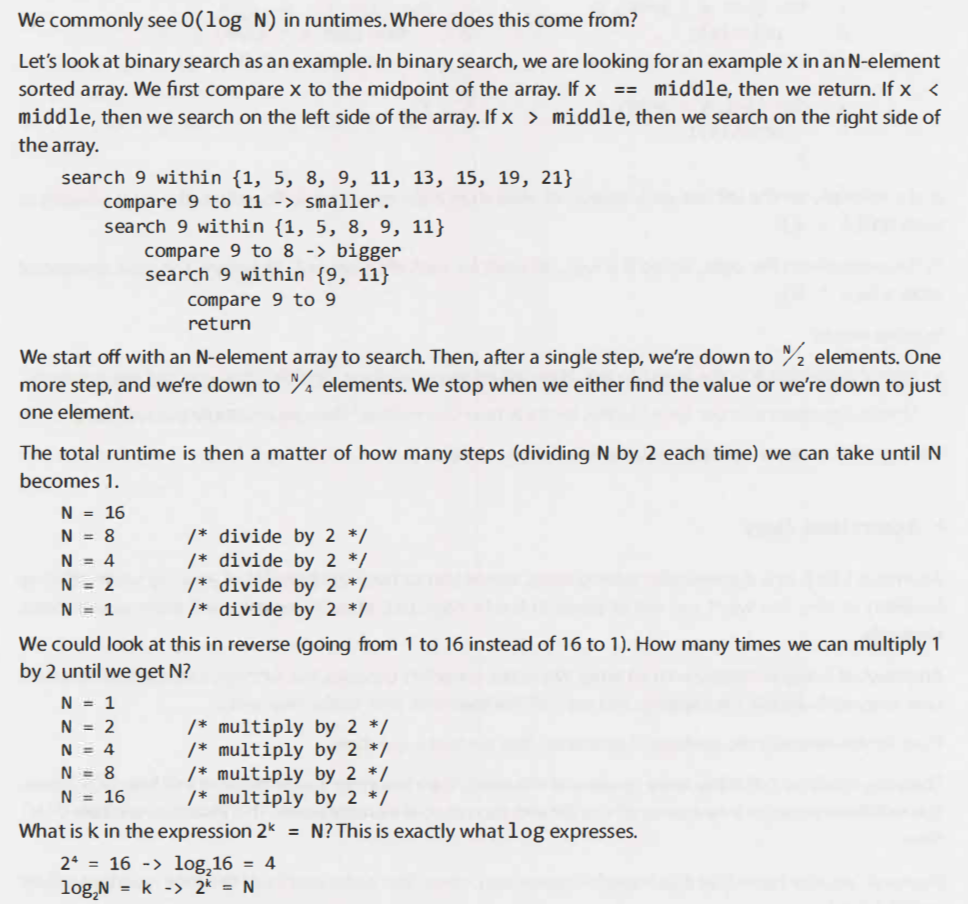 We commonly see O(log N) in runtimes. Where does this come from?
Let's look at binary search as an example. In binary search, we are looking for an example x in an N-element
sorted array. We first compare x to the midpoint of the array. If x == middle, then we return. If x <
middle, then we search on the left side of the array. If x > middle, then we search on the right side of
the array.
search 9 within {1, 5, 8, 9, 11, 13, 15, 19, 21}
compare 9 to 11 -> smaller.
search 9 within {1, 5, 8, 9, 11}
compare 9 to 8 -> bigger
search 9 within {9, 11}
compare 9 to 9
return
We start off with an N-element array to search. Then, after a single step, we're down to N/2 elements. One
more step, and we're down to N/4 elements. We stop when we either find the value or we're down to just
one element.
The total runtime is then a matter of how many steps (dividing N by 2 each time) we can take until N
becomes 1.
N = 16
N = 8 /* divide by 2 */
N = 4 /* divide by 2 */
N = 2 /* divide by 2 */
N = 1 /* divide by 2 */
We could look at this in reverse (going from 1 to 16 instead of 16 to 1). How many times we can multiply 1
by 2 until we get N?
N = 1
N = 2 /* multiply by 2 */
N = 4 /* multiply by 2 */
N = 8 /* multiply by 2 */
N = 16 /* multiply by 2 */
What is k in the expression 2ᵏ = N? This is exactly what log expresses.
2⁴ = 16 -> log₂16 = 4
log₂N = k -> 2ᵏ = N